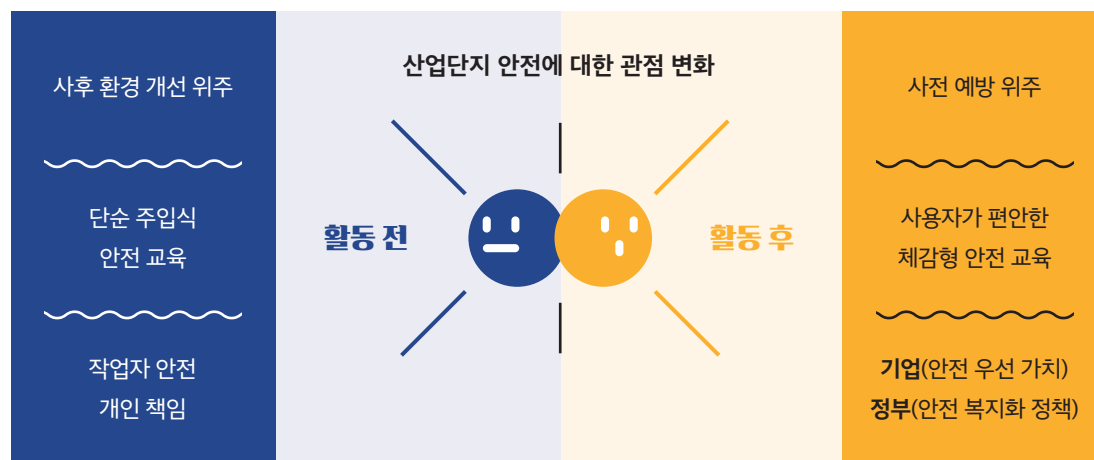 산업단지 안전에 대한 관점 변화
활동 전
사후 환경 개선 위주
단순 주입식
안전 교육
작업자 안전
개인 책임
활동 후
사전 예방 위주
사용자가 편안한
체감형 안전 교육
기업(안전 우선 가치)
정부(안전 복지화 정책)